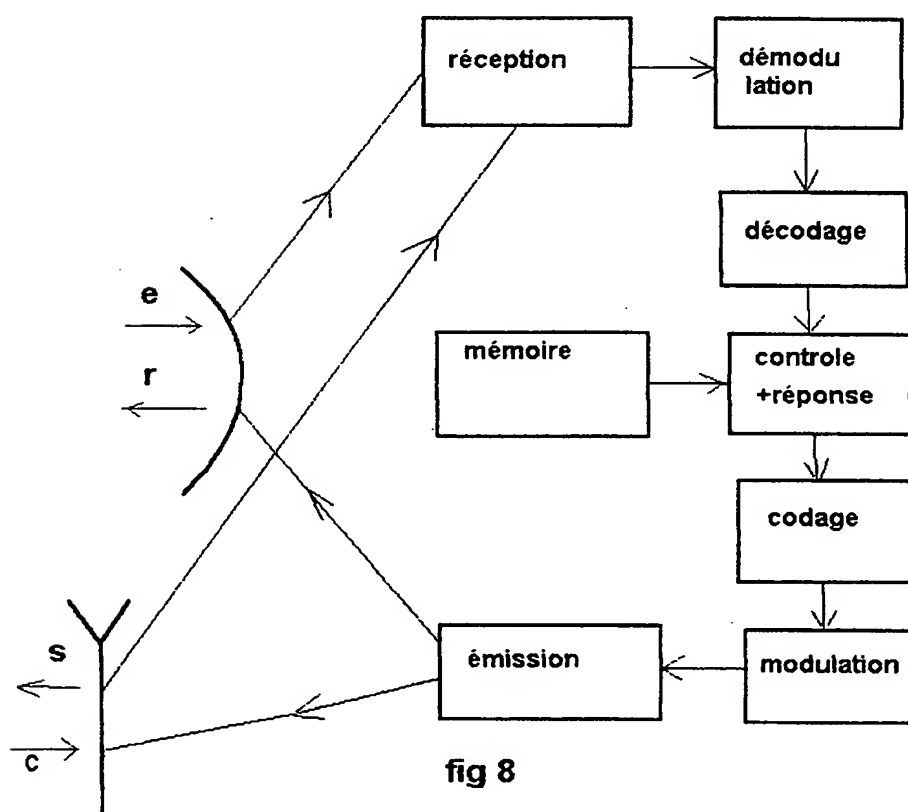 réception
démodu
lation
décodage
e
r
mémoire
controle
+réponse
codage
s
c
émission
modulation
fig 8